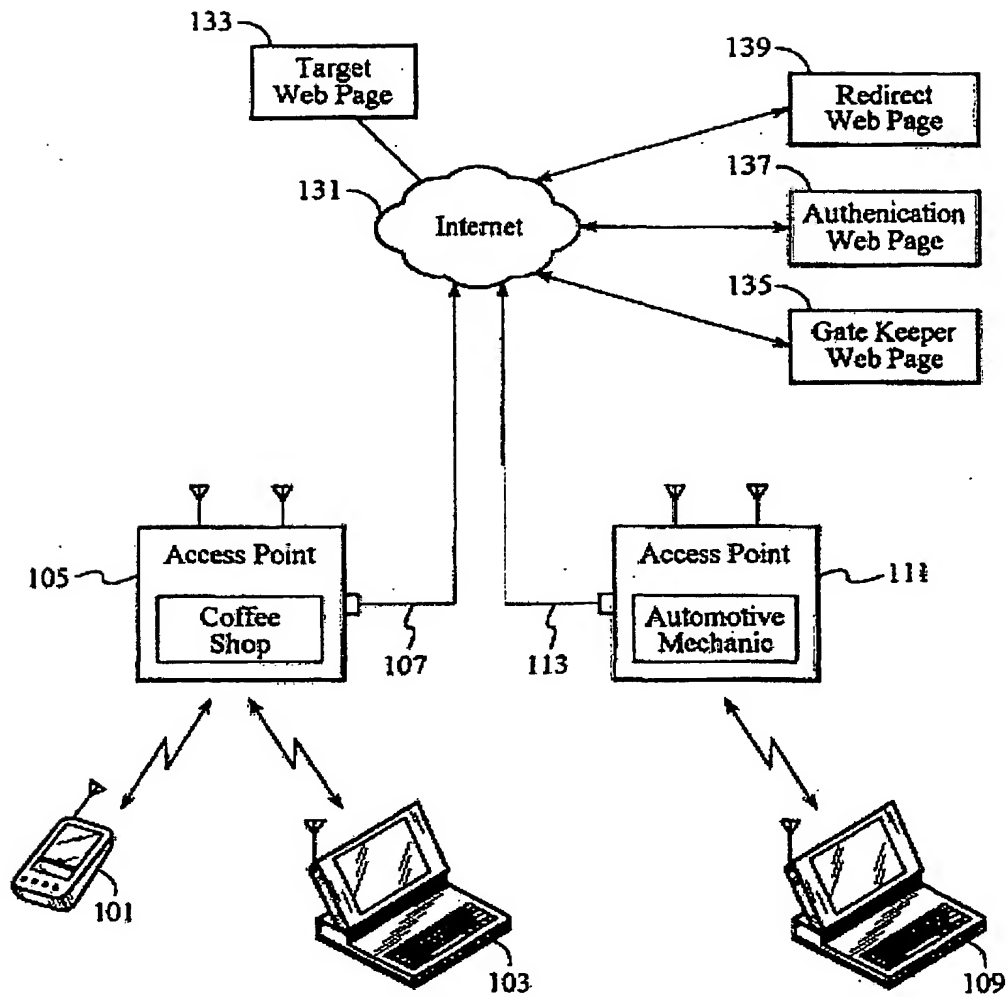 133
Target
Web Page
139
Redirect
Web Page
131
Internet
137
Authenication
Web Page
135
Gate Keeper
Web Page
Access Point
105
Coffee
Shop
107
Access Point
111
Automotive
Mechanic
113
101
103
109